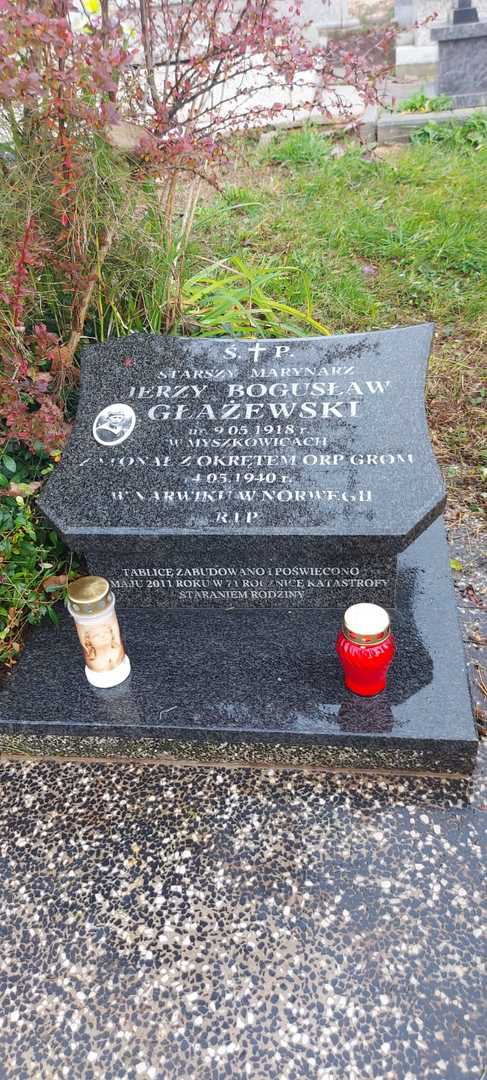 Ś. P.
STARSZY MARYNARZ
JERZY BOGUSŁAW
GŁAŻEWSKI
ur. 9.05.1918 r.
W MYSZKOWICACH
ZATONĄŁ Z OKRĘTEM ORP GROM
4.05.1940 r.
W NARWIKU W NORWEGII
R.I.P.
TABLICĘ ZABUDOWANO I POŚWIĘCONO
MAJU 2011 ROKU W 71 ROCZNICĘ KATASTROFY
STARANIEM RODZINY